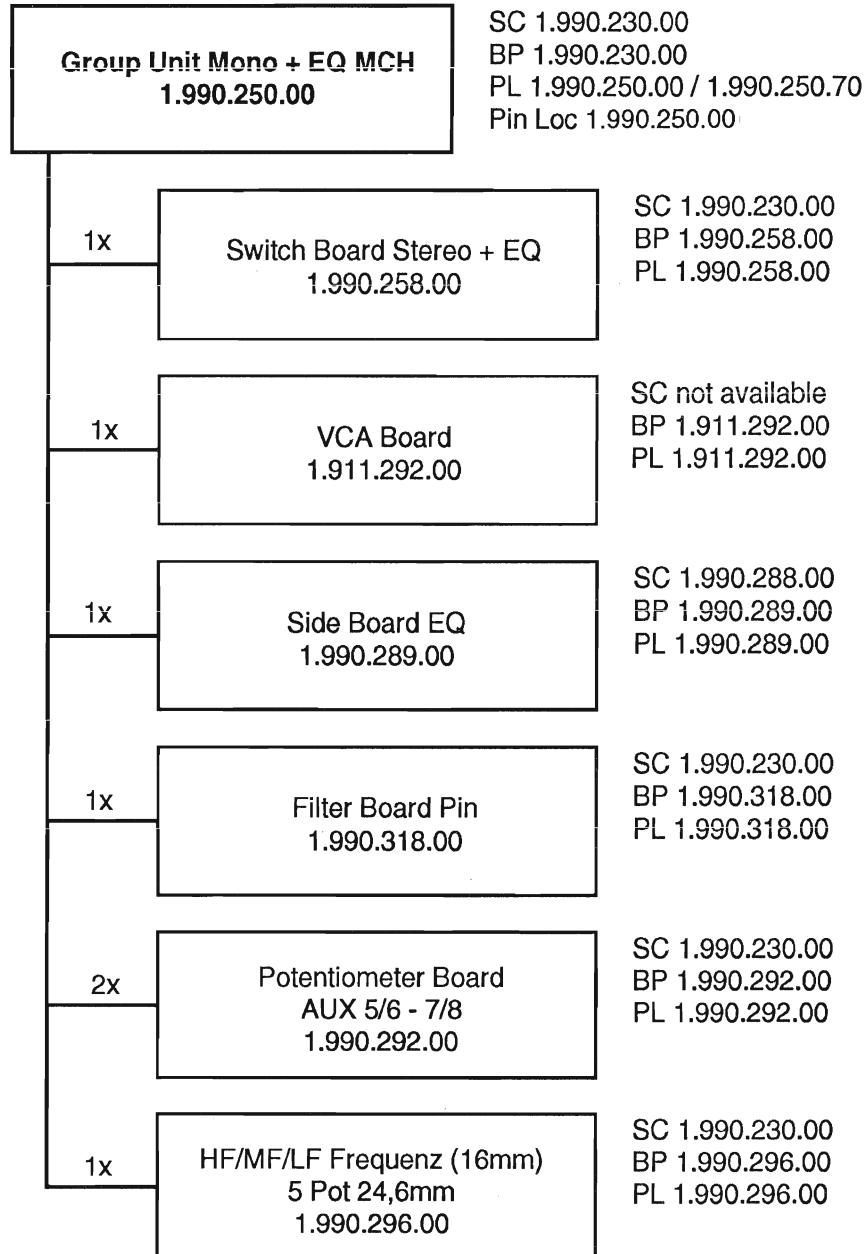 Group Unit Mono + EQ MCH
1.990.250.00
SC 1.990.230.00
BP 1.990.230.00
PL 1.990.250.00 / 1.990.250.70
Pin Loc 1.990.250.00
1x
Switch Board Stereo + EQ
1.990.258.00
SC 1.990.230.00
BP 1.990.258.00
PL 1.990.258.00
1x
VCA Board
1.911.292.00
SC not available
BP 1.911.292.00
PL 1.911.292.00
1x
Side Board EQ
1.990.289.00
SC 1.990.288.00
BP 1.990.289.00
PL 1.990.289.00
1x
Filter Board Pin
1.990.318.00
SC 1.990.230.00
BP 1.990.318.00
PL 1.990.318.00
2x
Potentiometer Board
AUX 5/6 - 7/8
1.990.292.00
SC 1.990.230.00
BP 1.990.292.00
PL 1.990.292.00
1x
HF/MF/LF Frequenz (16mm)
5 Pot 24,6mm
1.990.296.00
SC 1.990.230.00
BP 1.990.296.00
PL 1.990.296.00